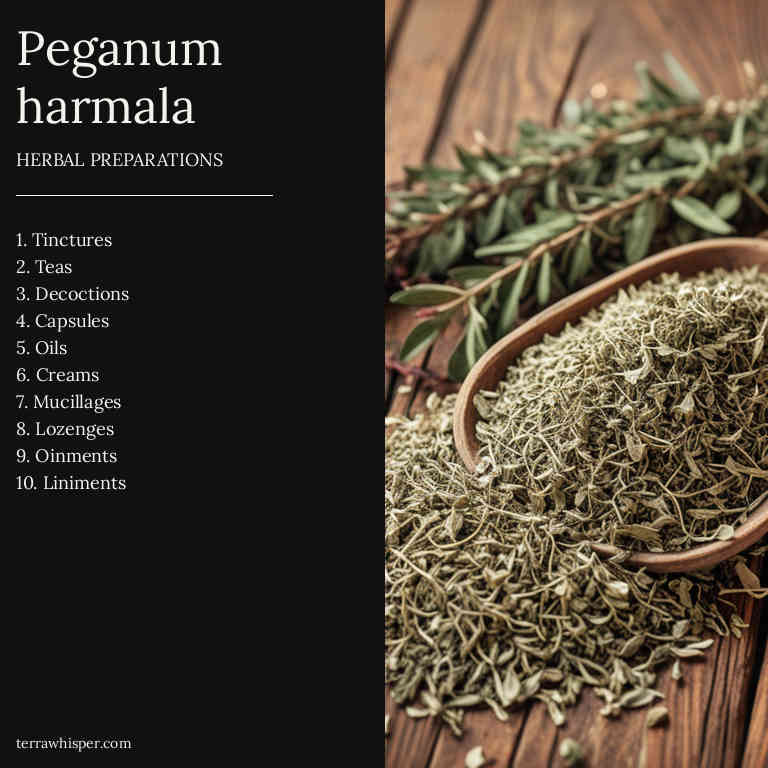 Peganum
harmala
HERBAL PREPARATIONS
1. Tinctures
2. Teas
3. Decoctions
4. Capsules
5. Oils
6. Creams
7. Mucillages
8. Lozenges
9. Oinments
10. Liniments
terrawhisper.com